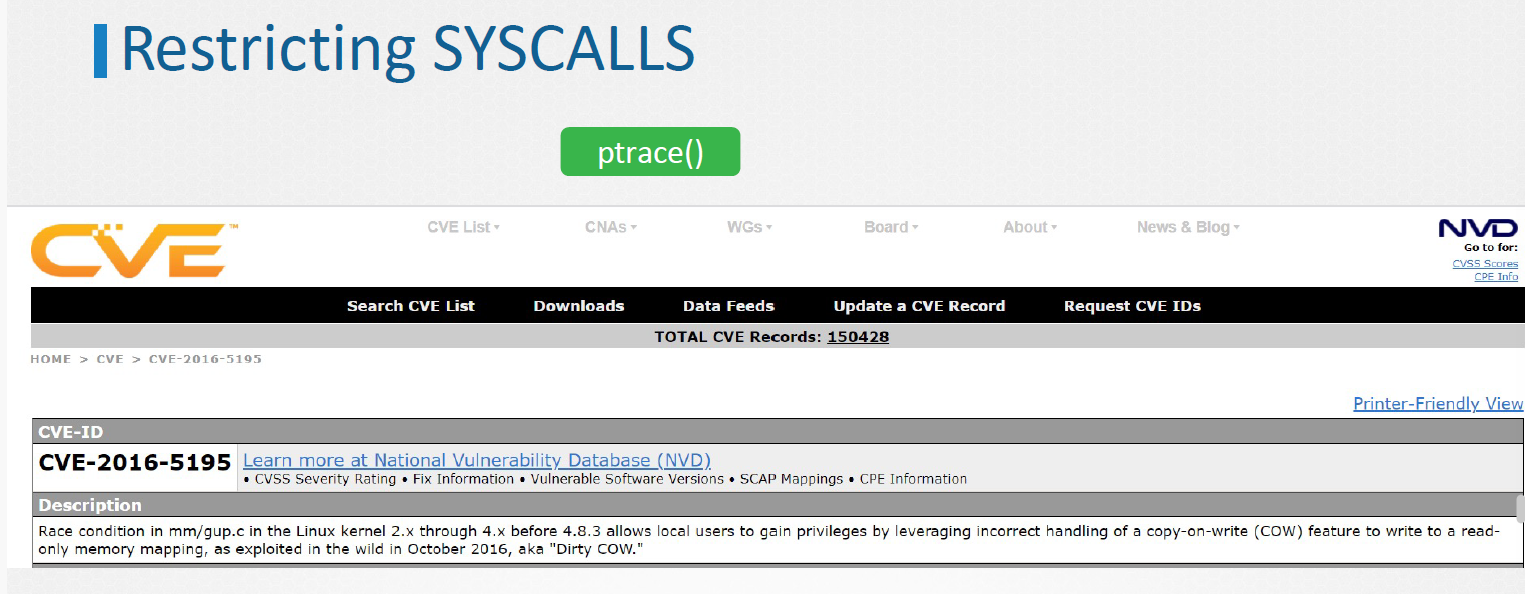 Restricting SYSCALLS
ptrace()
CVE™
CVE List
CNAs
WGs
Board
About
News & Blog
NVD
Go to for:
CVSS Scores
CPE Info
Search CVE List
Downloads
Data Feeds
Update a CVE Record
Request CVE IDs
TOTAL CVE Records: 150428
HOME > CVE > CVE-2016-5195
Printer-Friendly View
CVE-ID
CVE-2016-5195
Learn more at National Vulnerability Database (NVD)
• CVSS Severity Rating • Fix Information • Vulnerable Software Versions • SCAP Mappings • CPE Information
Description
Race condition in mm/gup.c in the Linux kernel 2.x through 4.x before 4.8.3 allows local users to gain privileges by leveraging incorrect handling of a copy-on-write (COW) feature to write to a read-
only memory mapping, as exploited in the wild in October 2016, aka "Dirty COW."